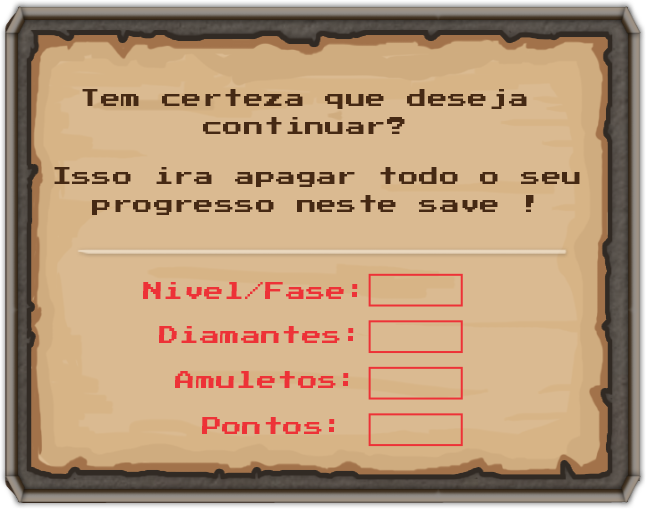 Tem certeza que deseja
continuar?
Isso ira apagar todo o seu
progresso neste save !
Nivel/Fase:
Diamantes:
Amuletos:
Pontos: